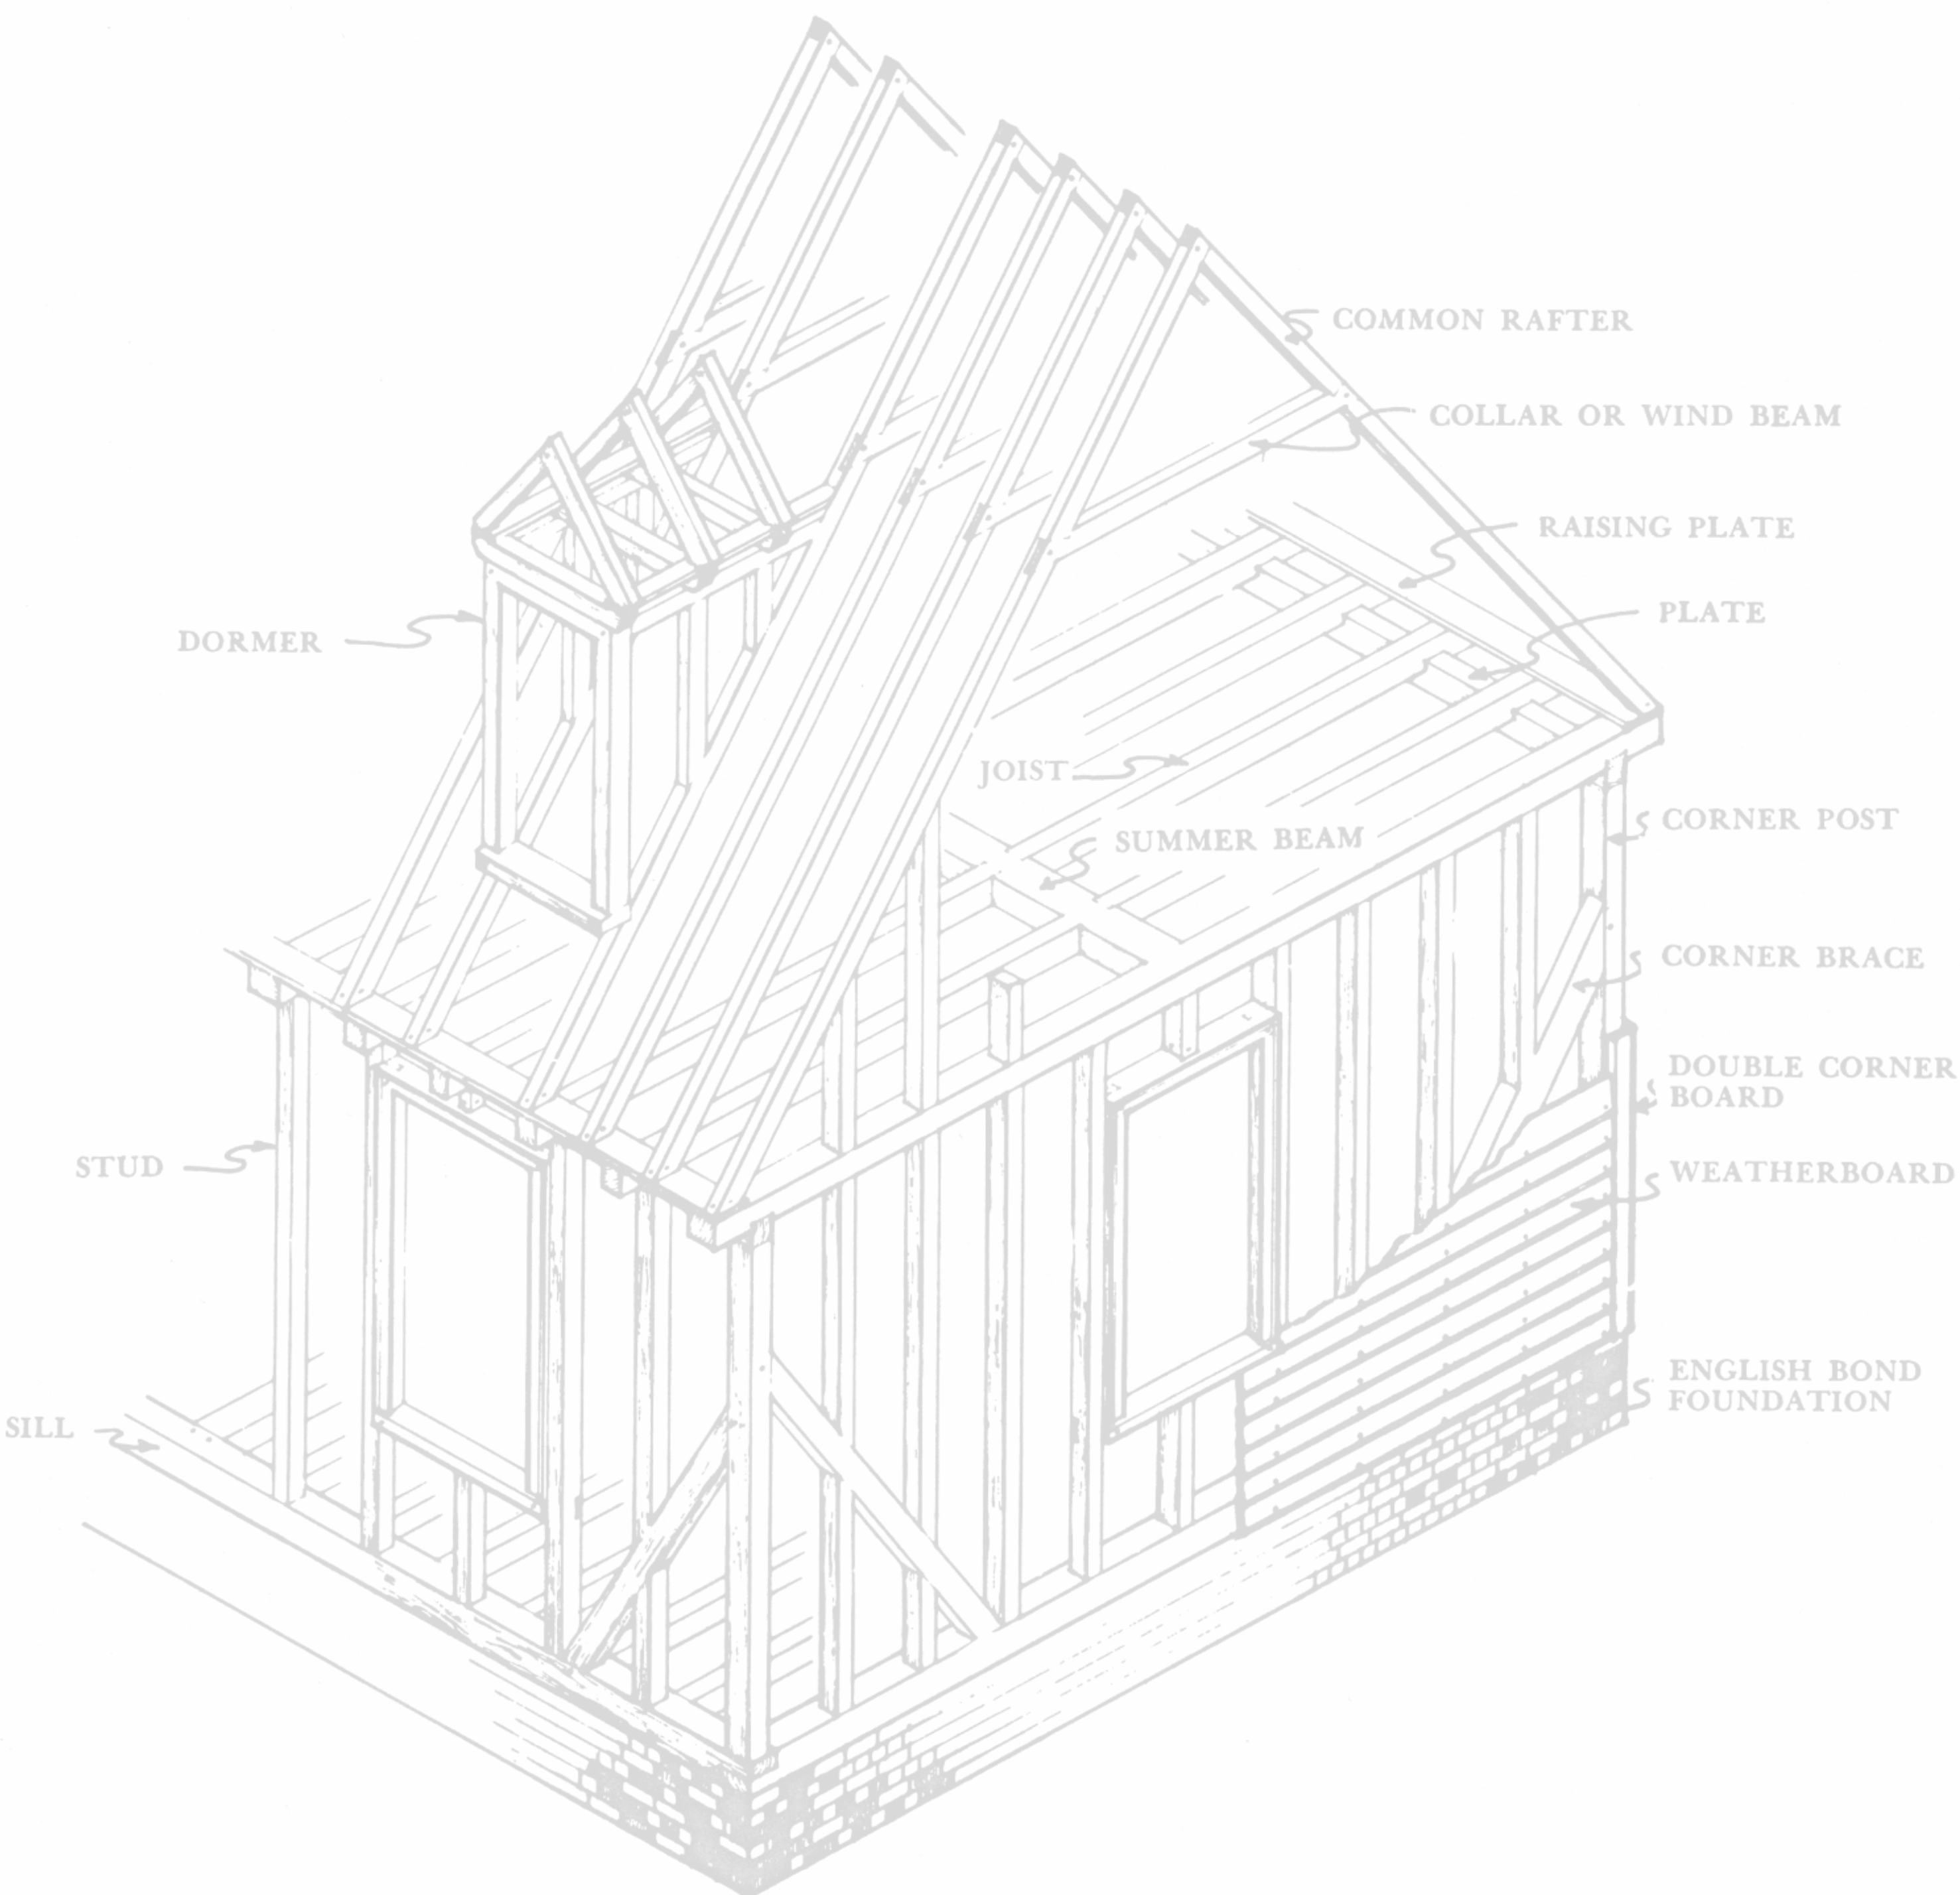 COMMON RAFTER
COLLAR OR WIND BEAM
RAISING PLATE
PLATE
DORMER
JOIST
CORNER POST
SUMMER BEAM
CORNER BRACE
DOUBLE CORNER
BOARD
STUD
WEATHERBOARD
ENGLISH BOND
FOUNDATION
SILL